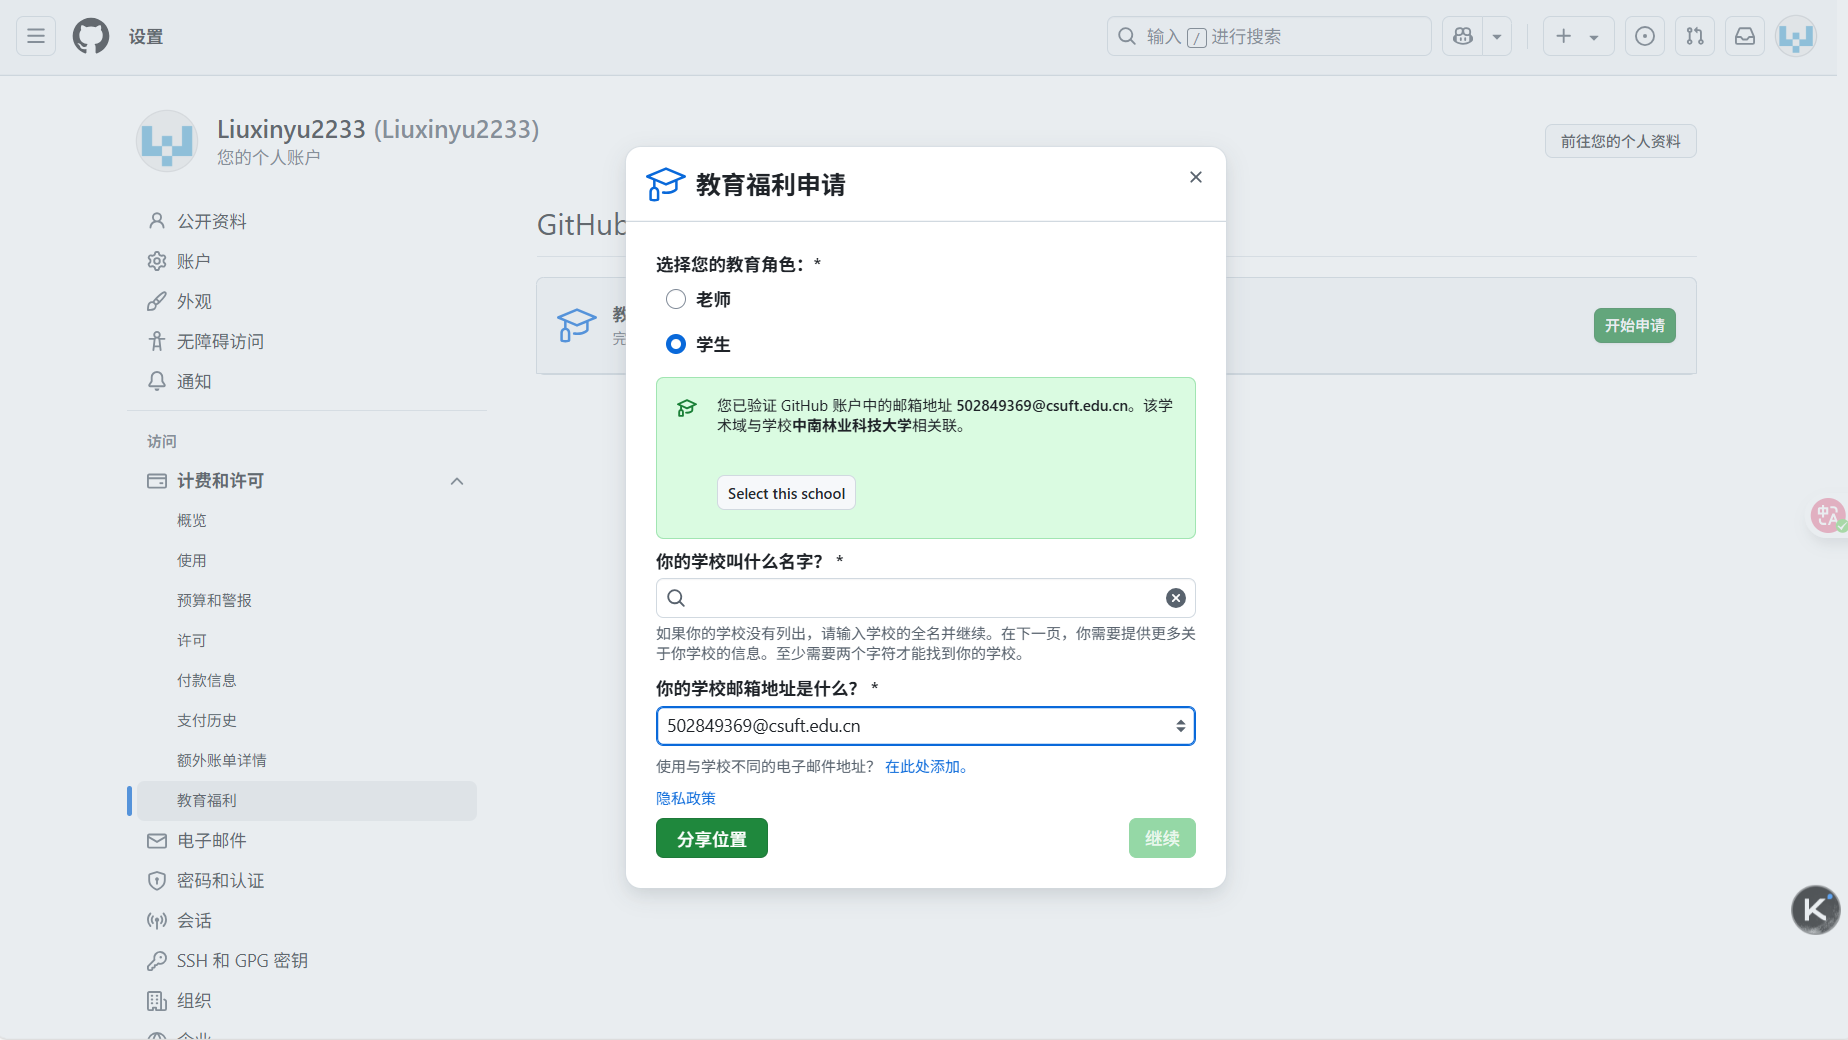 设置
输入 / 进行搜索
Liuxinyu2233 (Liuxinyu2233)
您的个人账户
前往您的个人资料
公开资料
账户
外观
无障碍访问
通知
访问
计费和许可
概览
使用
预算和警报
许可
付款信息
支付历史
额外账单详情
教育福利
电子邮件
密码和认证
会话
SSH 和 GPG 密钥
组织
企业
GitHub
教
完
开始申请
教育福利申请
选择您的教育角色：*
老师
学生
您已验证 GitHub 账户中的邮箱地址 502849369@csuft.edu.cn。该学
术域与学校中南林业科技大学相关联。
Select this school
你的学校叫什么名字？ *
如果你的学校没有列出，请输入学校的全名并继续。在下一页，你需要提供更多关
于你学校的信息。至少需要两个字符才能找到你的学校。
你的学校邮箱地址是什么？ *
502849369@csuft.edu.cn
使用与学校不同的电子邮件地址？ 在此处添加。
隐私政策
分享位置
继续
中A
K